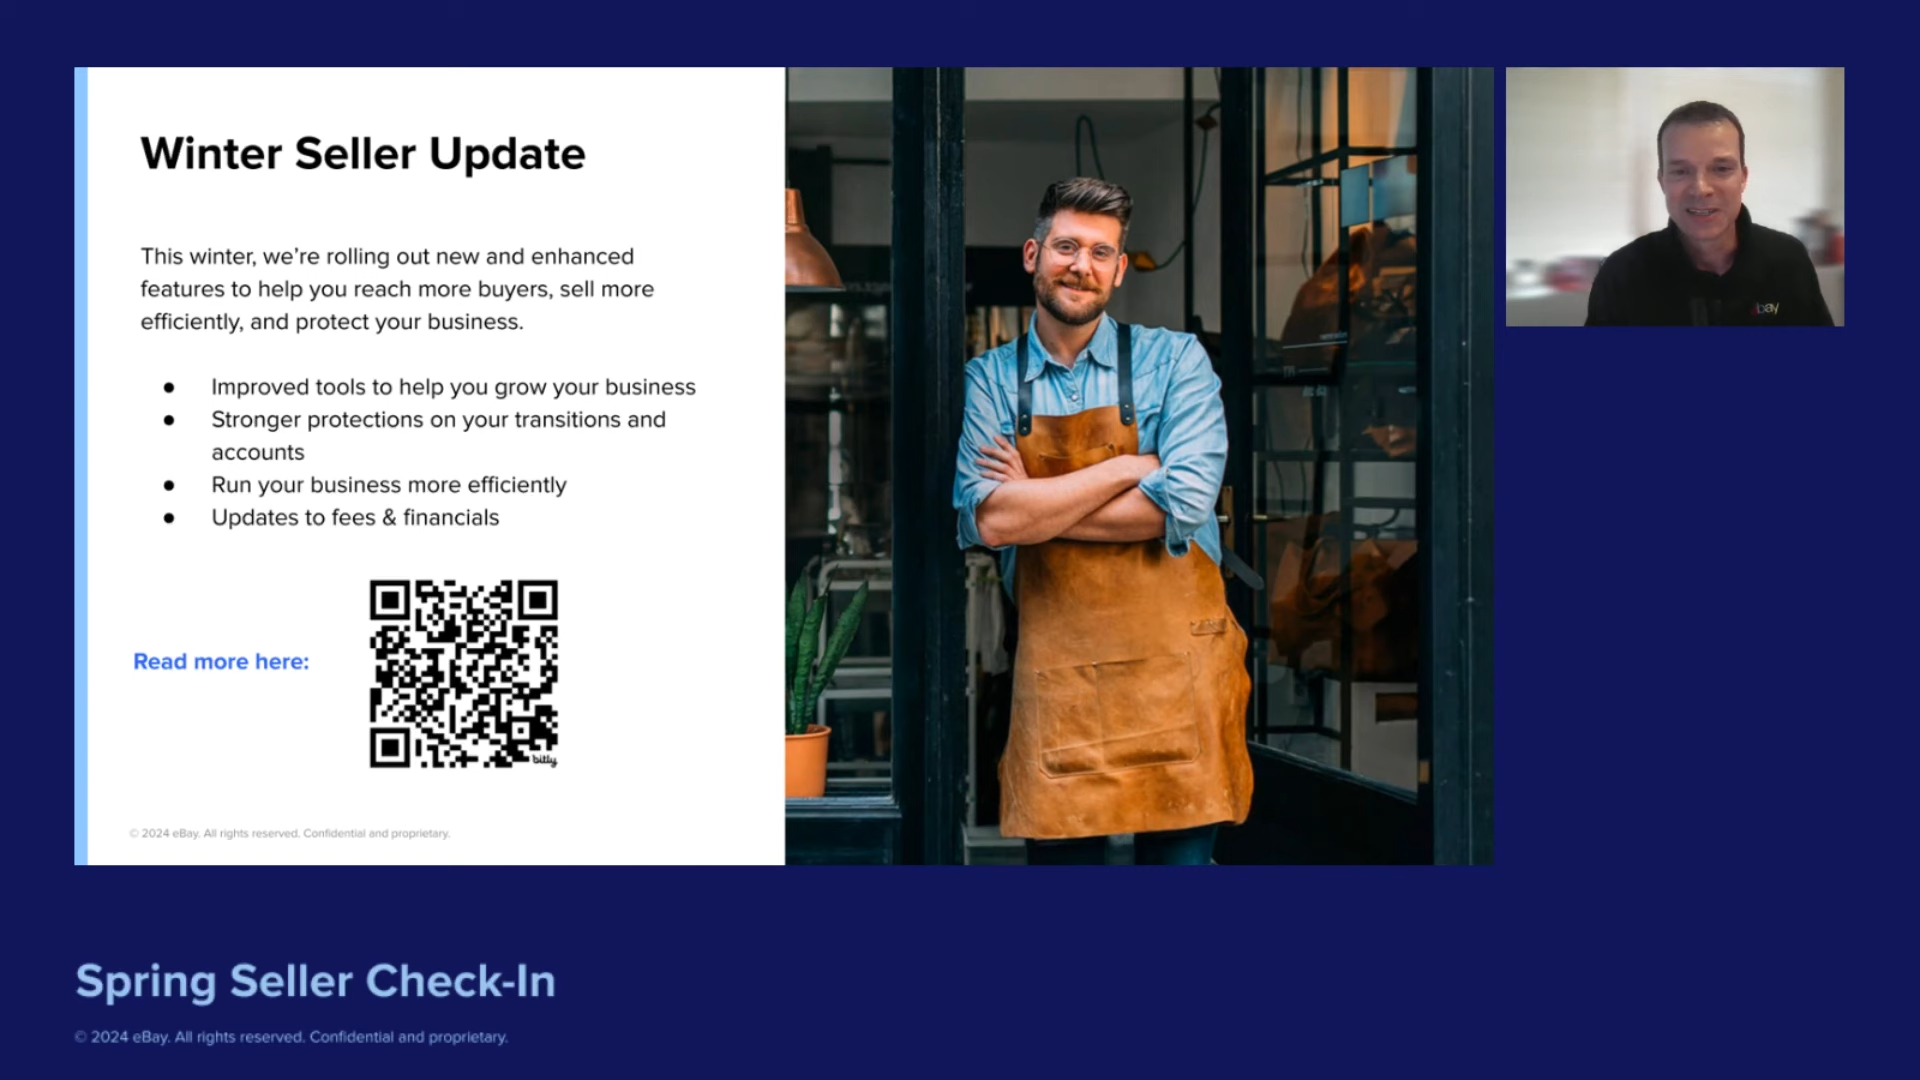 Winter Seller Update
This winter, we’re rolling out new and enhanced
features to help you reach more buyers, sell more
efficiently, and protect your business.
● Improved tools to help you grow your business
● Stronger protections on your transitions and
accounts
● Run your business more efficiently
● Updates to fees & financials
Read more here:
bitly
© 2024 eBay. All rights reserved. Confidential and proprietary.
ebay
Spring Seller Check-In
© 2024 eBay. All rights reserved. Confidential and proprietary.